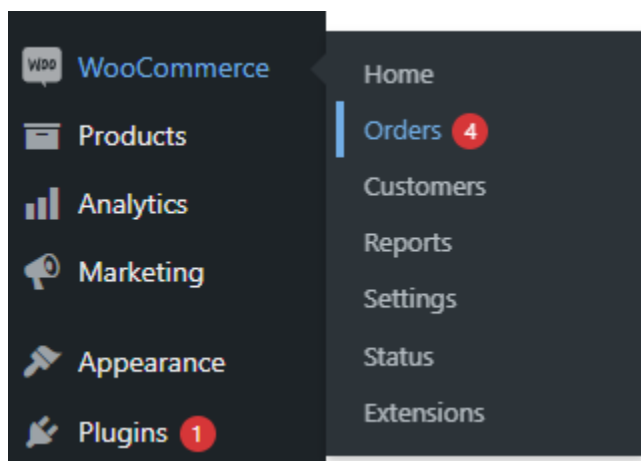 Woo WooCommerce
Products
Analytics
Marketing
Appearance
Plugins 1
Home
Orders 4
Customers
Reports
Settings
Status
Extensions